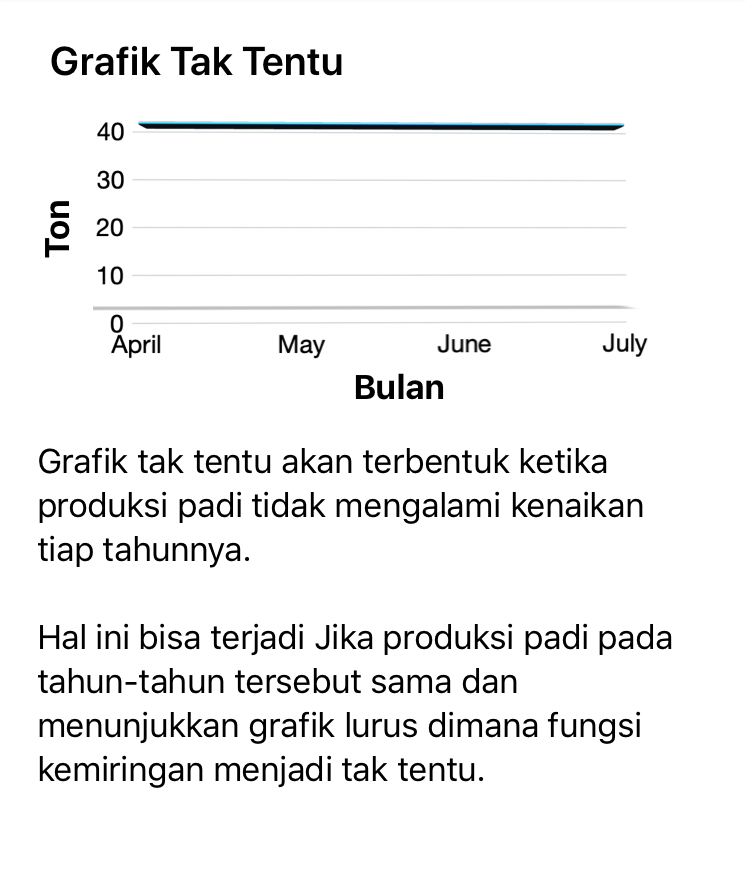 Grafik Tak Tentu
40
30
20
10
0
Ton
April May June July
Bulan
Grafik tak tentu akan terbentuk ketika
produksi padi tidak mengalami kenaikan
tiap tahunnya.
Hal ini bisa terjadi Jika produksi padi pada
tahun-tahun tersebut sama dan
menunjukkan grafik lurus dimana fungsi
kemiringan menjadi tak tentu.